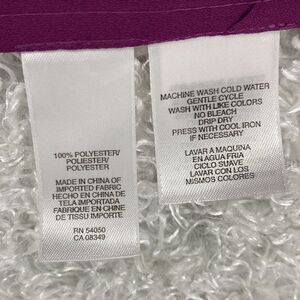 100% POLYESTER/
POLIESTER/
POLYESTER
MADE IN CHINA OF
IMPORTED FABRIC
HECHO EN CHINA DE
TELA IMPORTADA
FABRIQUE EN CHINE
DE TISSU IMPORTE
RN 54050
CA 08349
MACHINE WASH COLD WATER
GENTLE CYCLE
WASH WITH LIKE COLORS
NO BLEACH
DRIP DRY
PRESS WITH COOL IRON
IF NECESSARY
LAVAR A MAQUINA
EN AGUA FRIA
CICLO SUAVE
LAVAR CON LOS
MISMOS COLORES